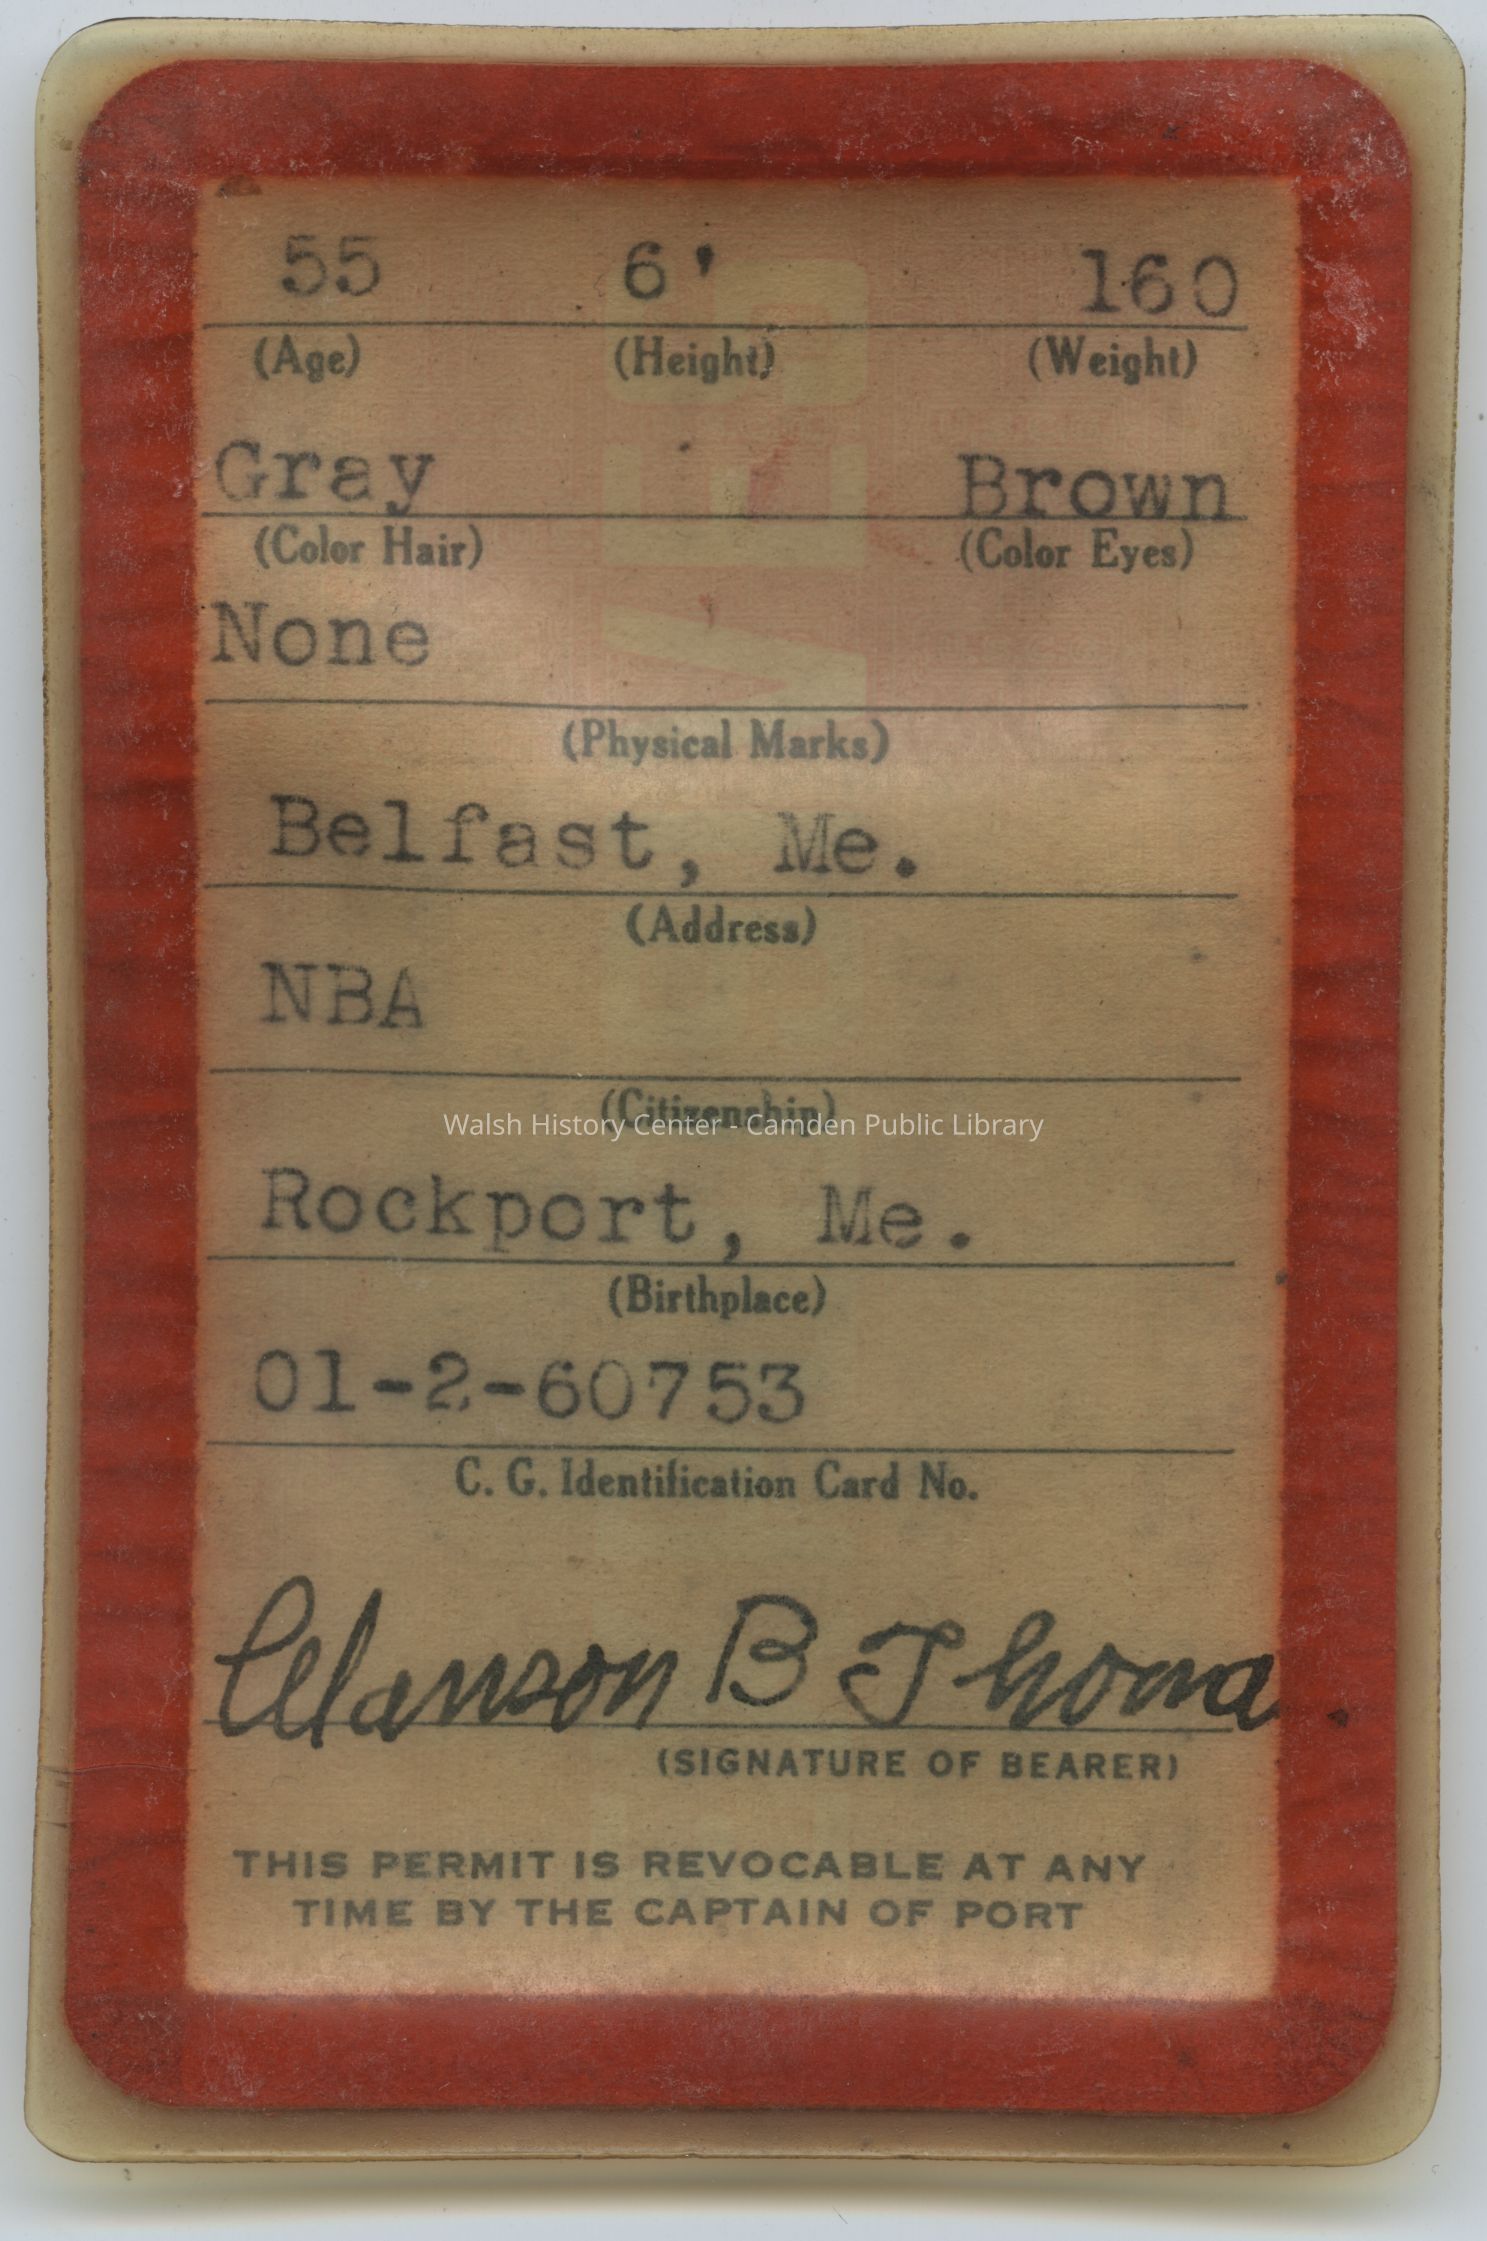 55 6' 160
(Age) (Height) (Weight)
Gray Brown
(Color Hair) (Color Eyes)
None
(Physical Marks)
Belfast, Me.
(Address)
NBA
(Citizenship)
Walsh History Center - Camden Public Library
Rockport, Me.
(Birthplace)
01-2-60753
C. G. Identification Card No.
B Thoma
(SIGNATURE OF BEARER)
THIS PERMIT IS REVOCABLE AT ANY
TIME BY THE CAPTAIN OF PORT